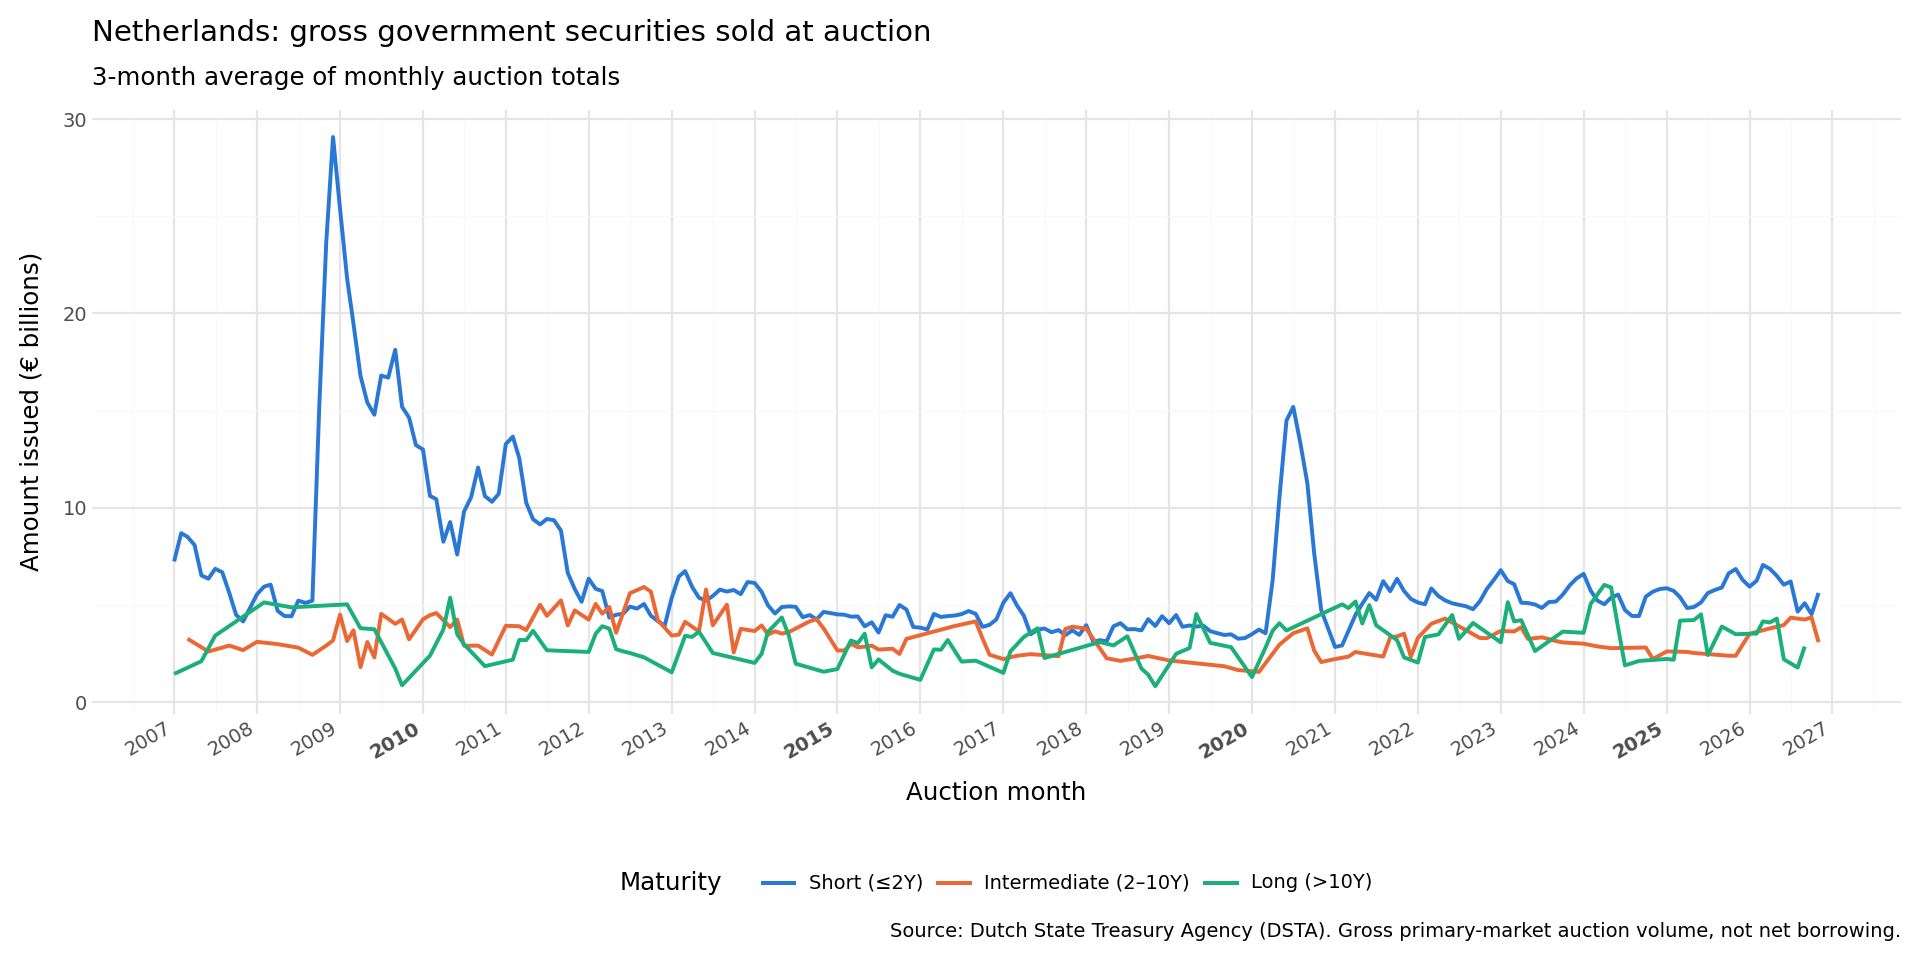 Netherlands: gross government securities sold at auction
3-month average of monthly auction totals
30
20
10
0
Amount issued (€ billions)
2007
2008
2009
2010
2011
2012
2013
2014
2015
2016
2017
2018
2019
2020
2021
2022
2023
2024
2025
2026
2027
Auction month
Maturity
Short (≤2Y)
Intermediate (2–10Y)
Long (>10Y)
Source: Dutch State Treasury Agency (DSTA). Gross primary-market auction volume, not net borrowing.